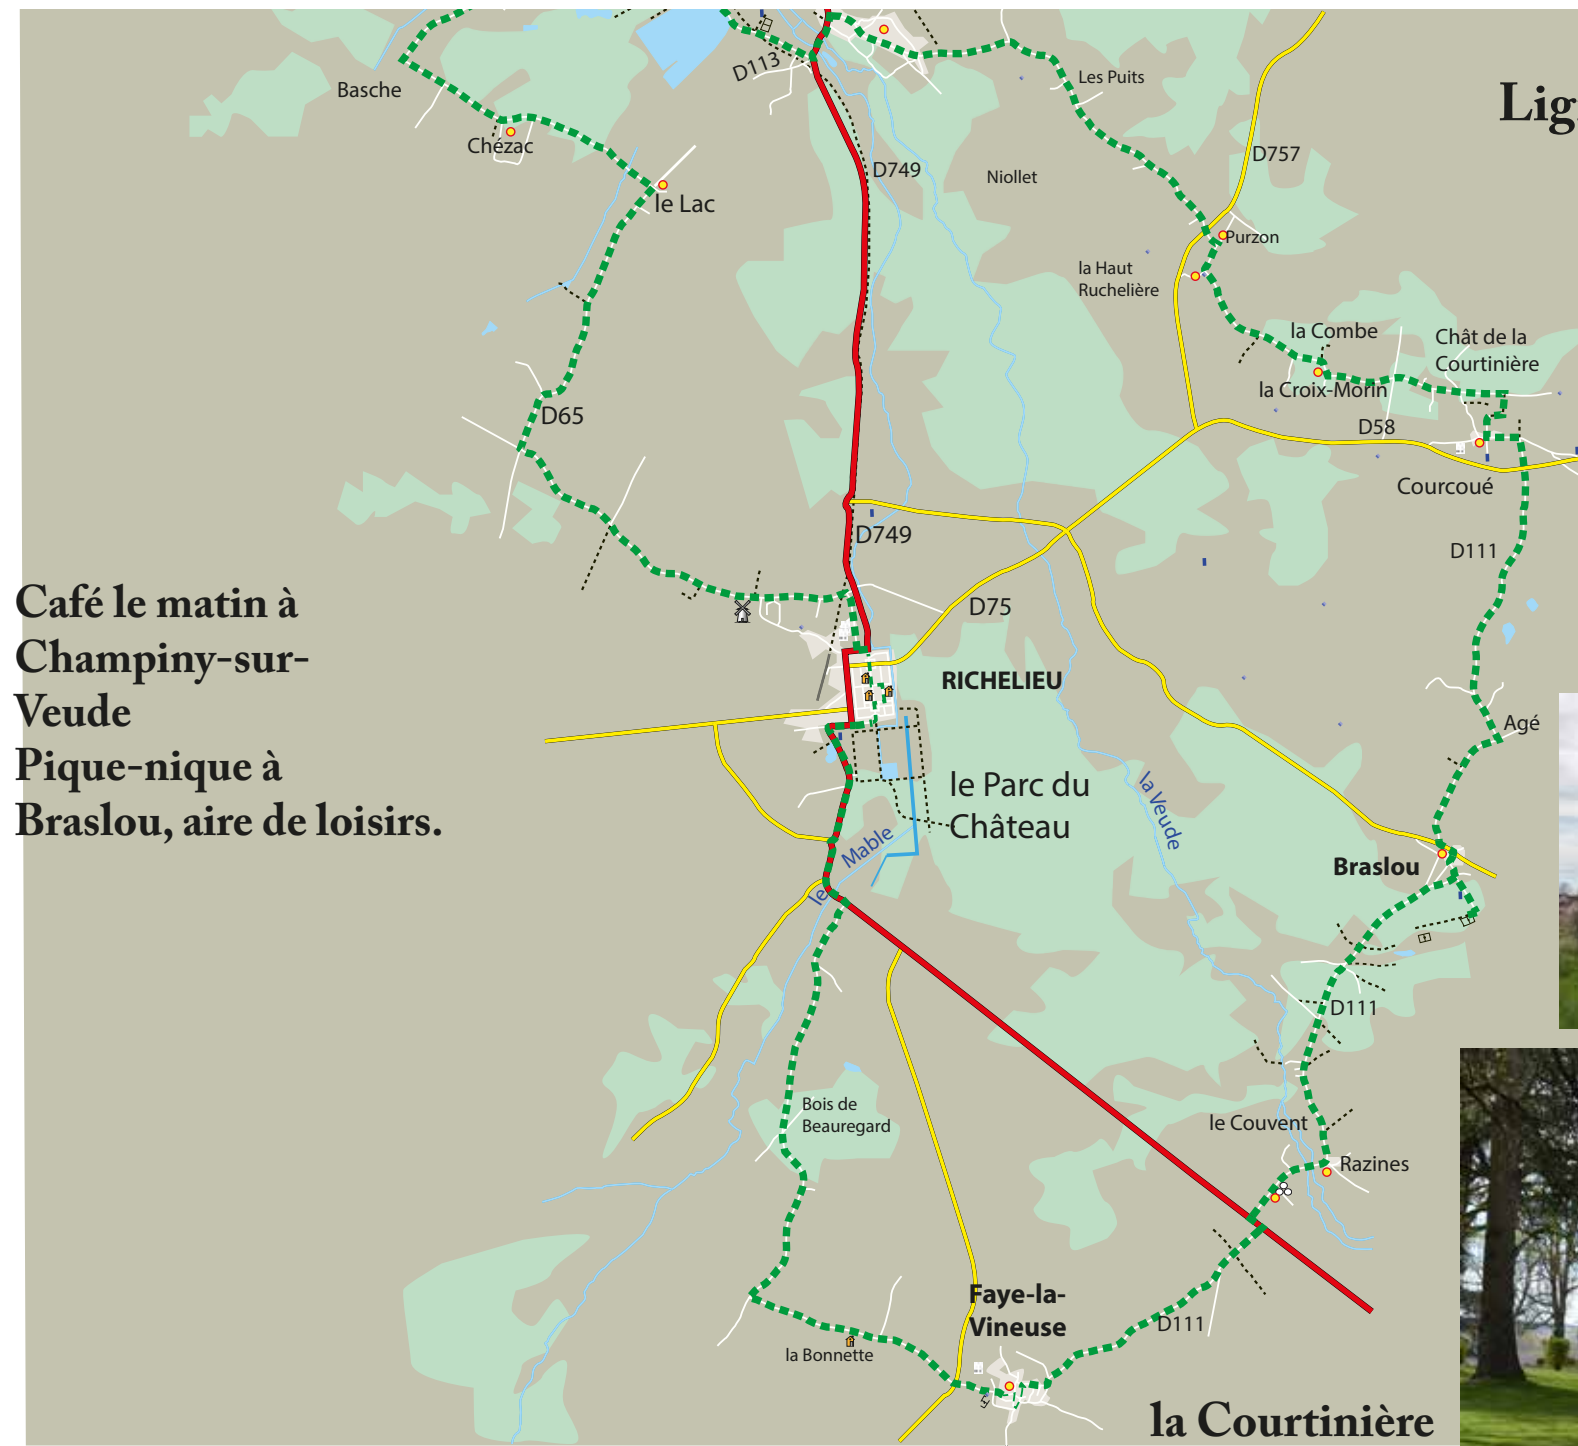 Lig
D113
Les Puits
Basche
Chézac
D757
D749
Niollet
le Lac
Purzon
la Haut
Ruchelière
la Combe
Chât de la
Courtinière
la Croix-Morin
D65
D58
Courcoué
D749
D111
Café le matin à
Champiny-sur-
Veude
Pique-nique à
Braslou, aire de loisirs.
D75
RICHELIEU
Agé
le Parc du
Château
la Veude
le Mable
Braslou
D111
Bois de
Beauregard
le Couvent
Razines
Faye-la-
Vineuse
D111
la Bonnette
la Courtinière